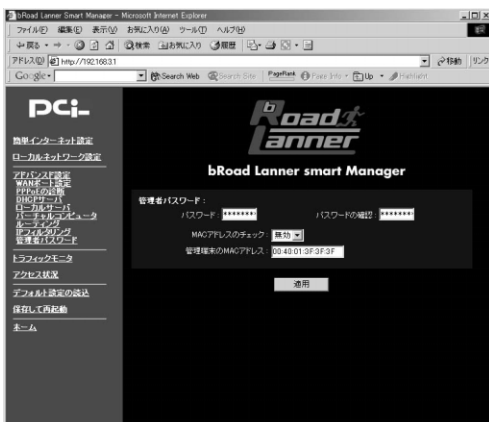 bRoad Lanner Smart Manager - Microsoft Internet Explorer
ファイル(F) 編集(E) 表示(V) お気に入り(A) ツール(T) ヘルプ(H)
戻る 検索 お気に入り 履歴
アドレス(D) http://192.168.3.1 移動 リンク
Google Search Web Search Site PageRank Page Info Up Highlight
PCi
bRoad Lanner
bRoad Lanner smart Manager
簡単インターネット設定
ローカルネットワーク設定
アドバンスド設定
WANポート設定
PPPoEの診断
DHCPサーバ
ローカルサーバ
バーチャルコンピュータ
ルーティング
IPフィルタリング
管理者パスワード
トラフィックモニタ
アクセス状況
デフォルト設定の読込
保存して再起動
ホーム
管理者パスワード:
パスワード: ******** パスワードの確認: ********
MACアドレスのチェック: 無効
管理端末のMACアドレス: 00:40:01:3F:3F:3F
適用